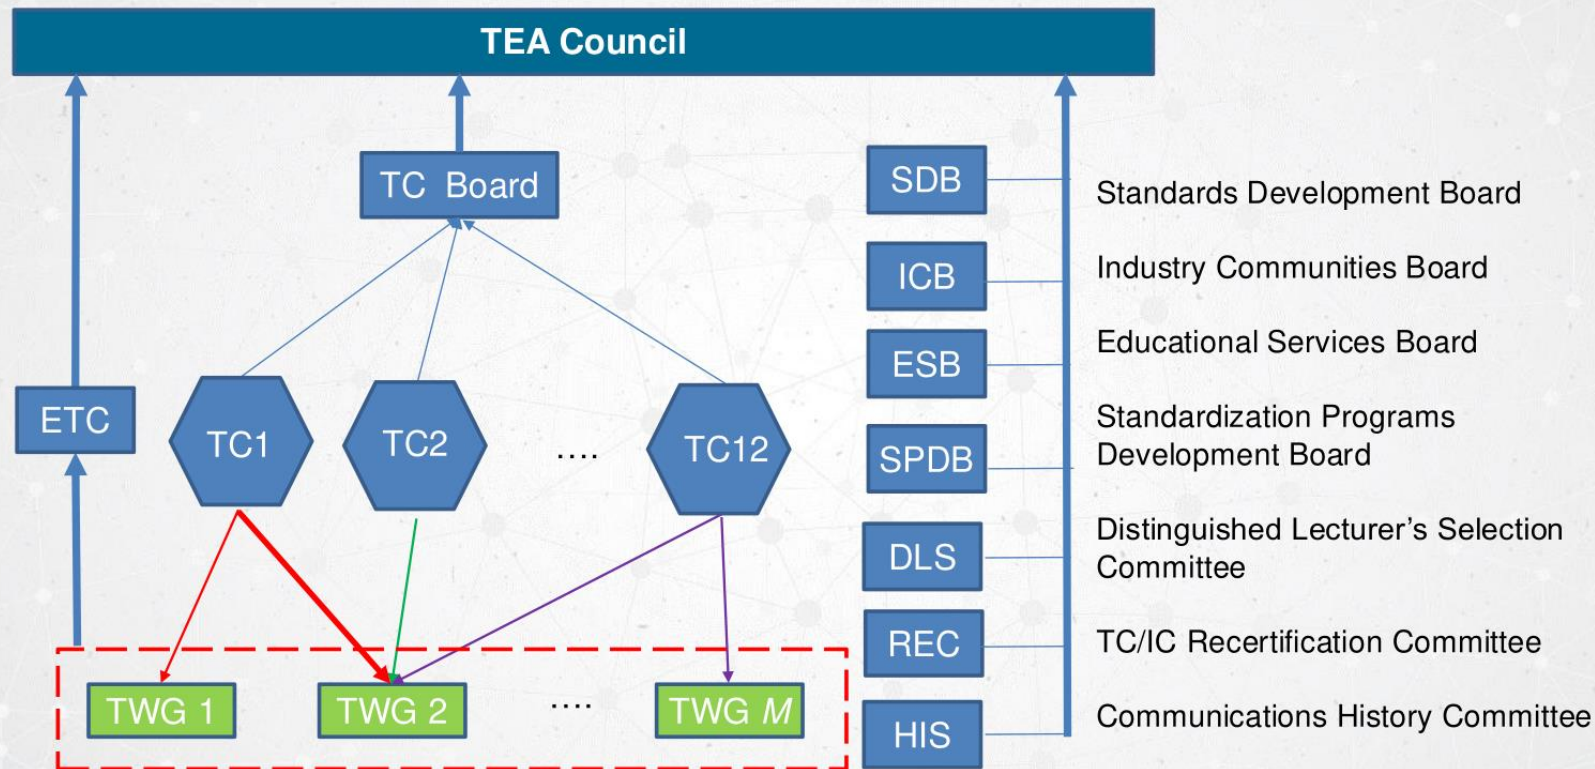 TEA Council
TC Board
SDB
Standards Development Board
ICB
Industry Communities Board
ESB
Educational Services Board
ETC
TC1
TC2
....
TC12
SPDB
Standardization Programs
Development Board
DLS
Distinguished Lecturer’s Selection
Committee
REC
TC/IC Recertification Committee
TWG 1
TWG 2
....
TWG M
HIS
Communications History Committee